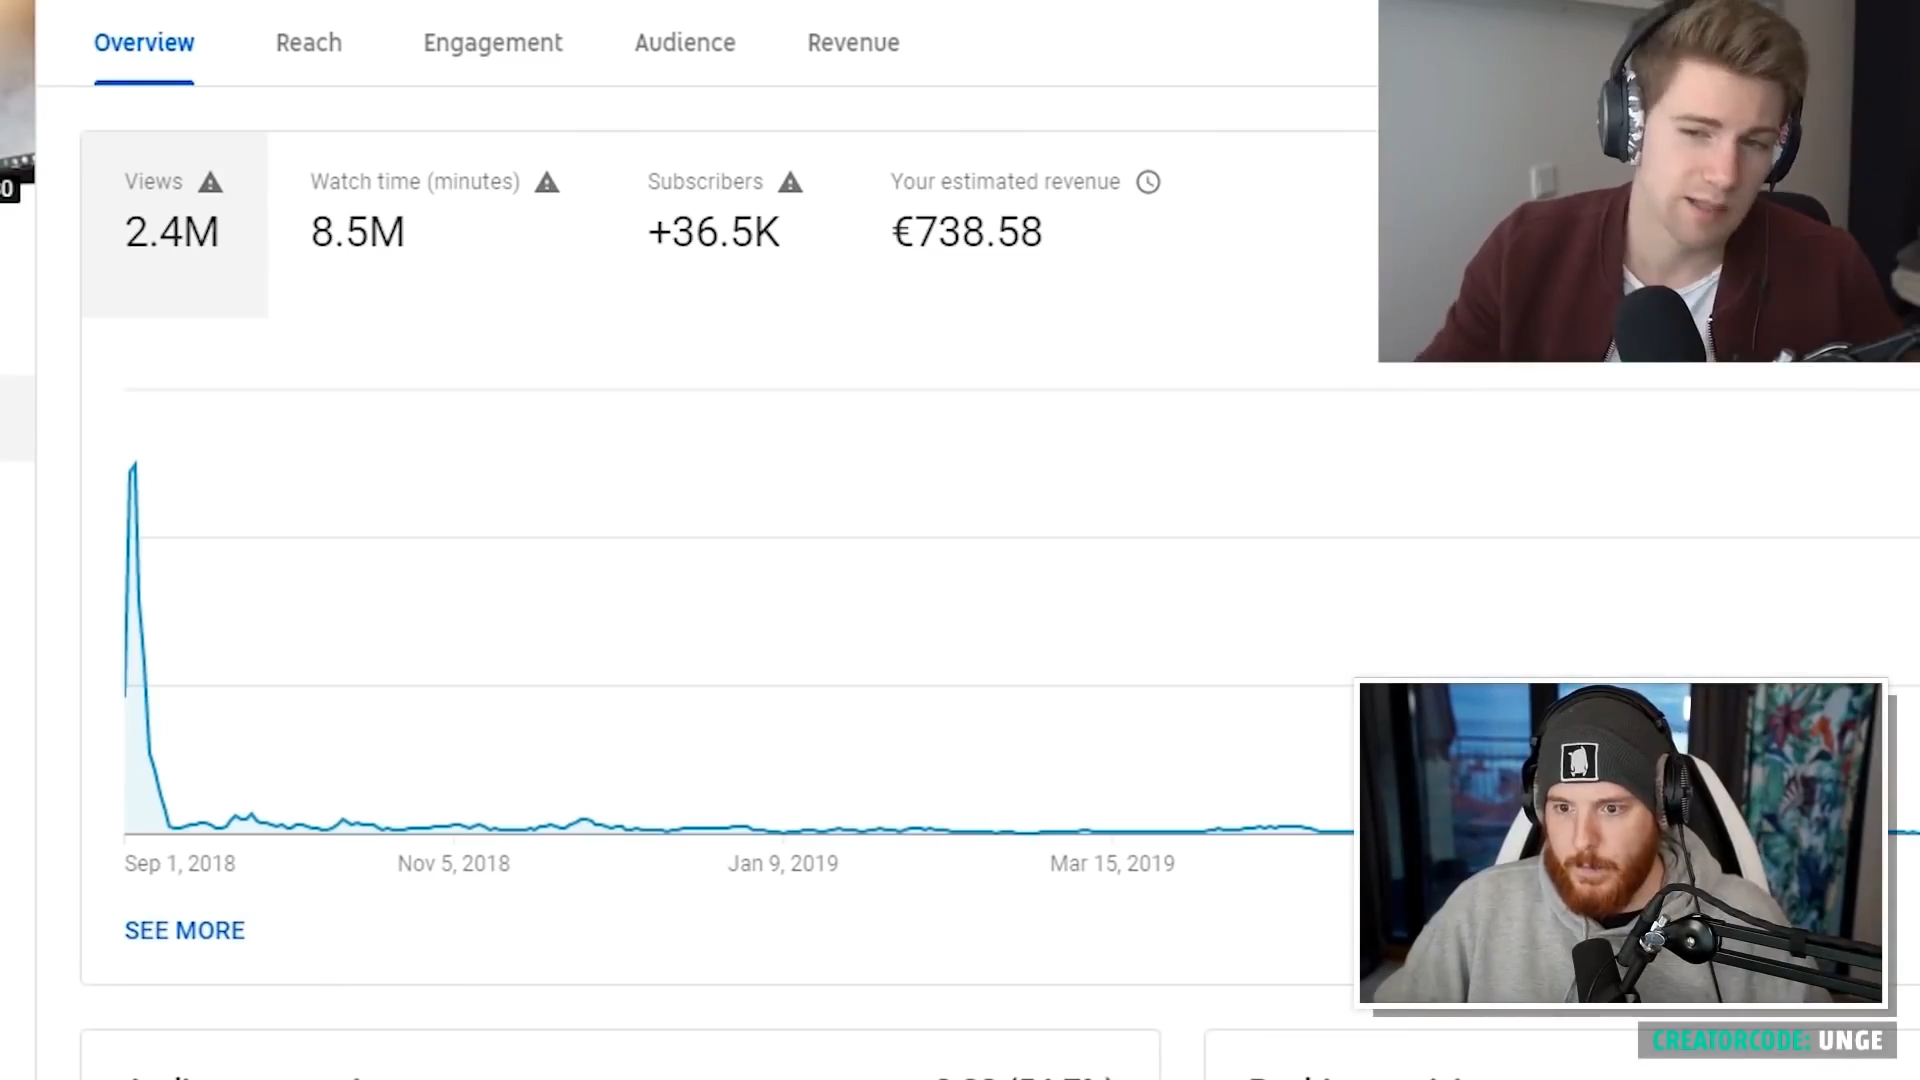 Overview Reach Engagement Audience Revenue
Views Watch time (minutes) Subscribers Your estimated revenue
2.4M 8.5M +36.5K €738.58
Sep 1, 2018 Nov 5, 2018 Jan 9, 2019 Mar 15, 2019
SEE MORE
CREATORCODE: UNGE